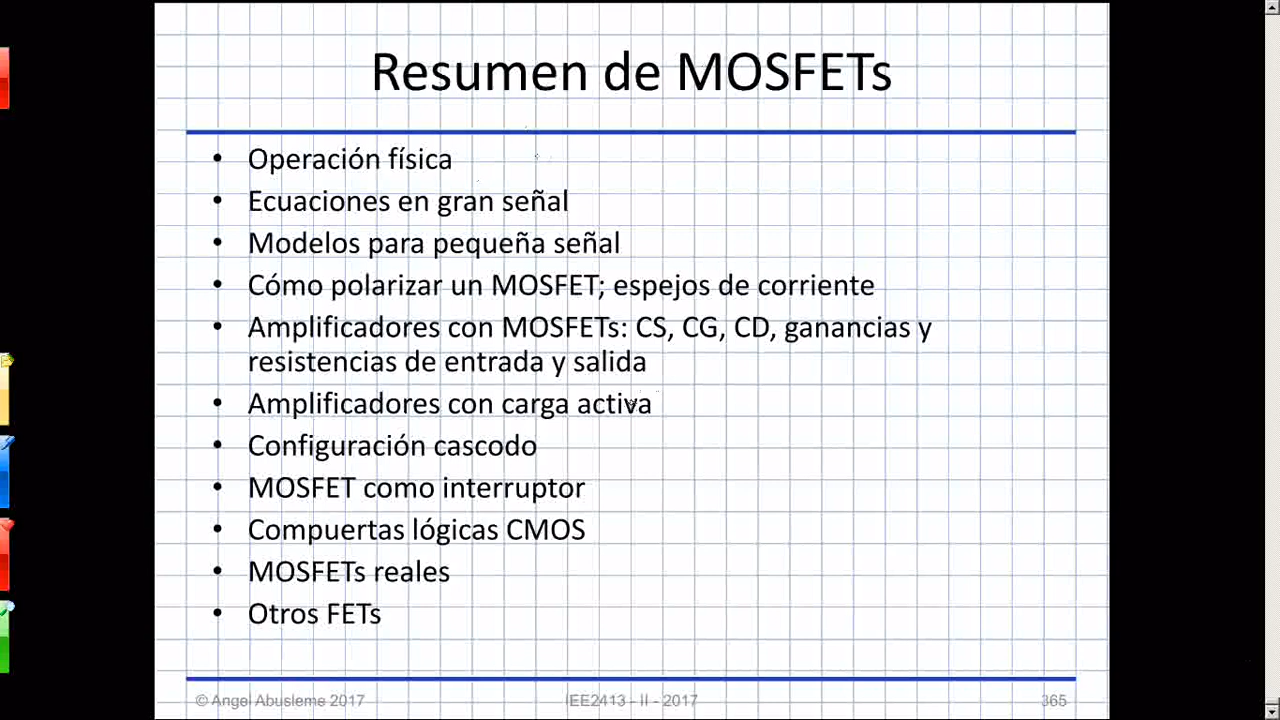 Resumen de MOSFETs
• Operación física
• Ecuaciones en gran señal
• Modelos para pequeña señal
• Cómo polarizar un MOSFET; espejos de corriente
• Amplificadores con MOSFETs: CS, CG, CD, ganancias y
resistencias de entrada y salida
• Amplificadores con carga activa
• Configuración cascodo
• MOSFET como interruptor
• Compuertas lógicas CMOS
• MOSFETs reales
• Otros FETs
© Angel Abusleme 2017 IEE2413 - II - 2017 365